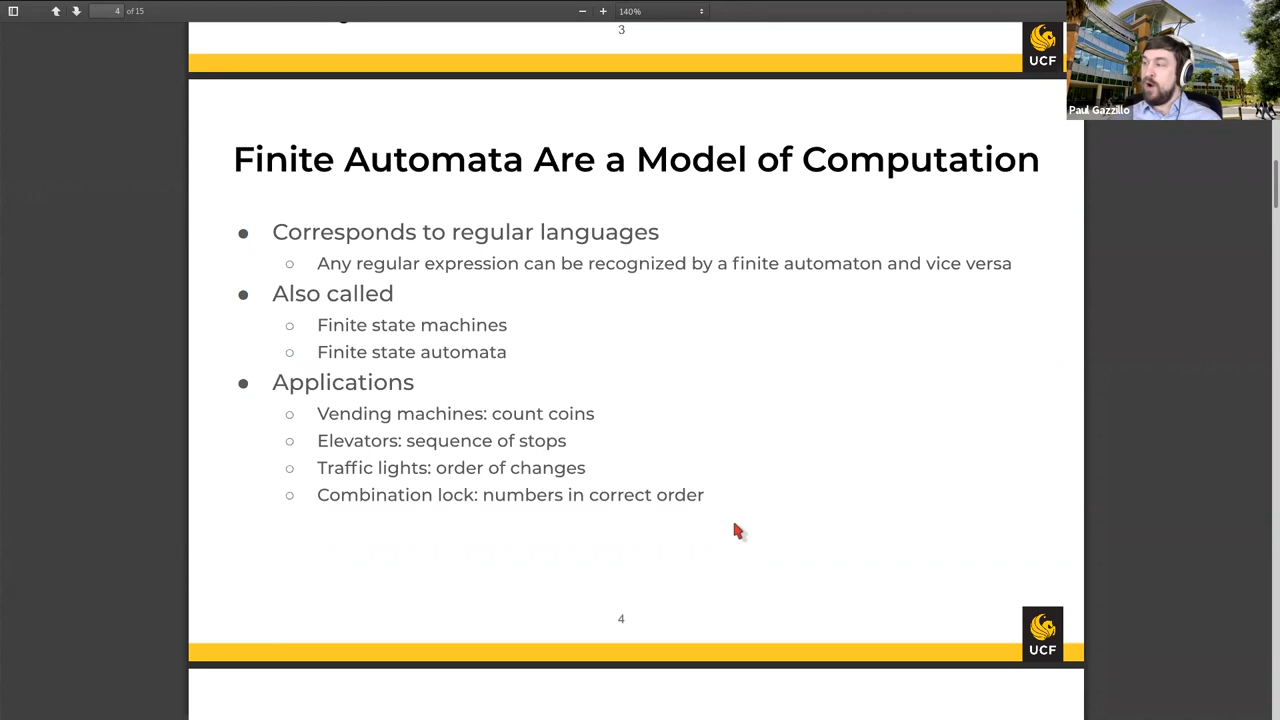 4 of 15
140%
3
UCF
Paul Gazzillo
Finite Automata Are a Model of Computation
● Corresponds to regular languages
○ Any regular expression can be recognized by a finite automaton and vice versa
● Also called
○ Finite state machines
○ Finite state automata
● Applications
○ Vending machines: count coins
○ Elevators: sequence of stops
○ Traffic lights: order of changes
○ Combination lock: numbers in correct order
4
UCF